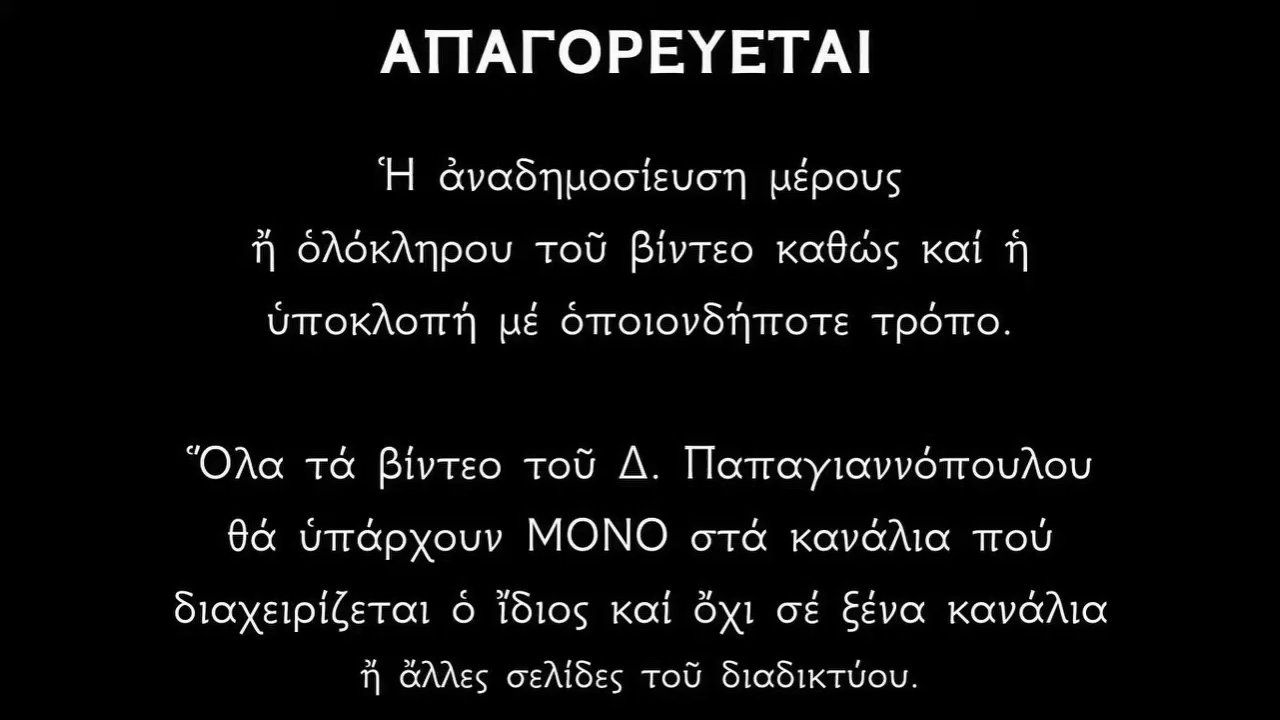 ΑΠΑΓΟΡΕΥΕΤΑΙ
Ἡ ἀναδημοσίευση μέρους
ἤ ὁλόκληρου τοῦ βίντεο καθώς καί ἡ
ὑποκλοπή μέ ὁποιονδήποτε τρόπο.
Ὅλα τά βίντεο τοῦ Δ. Παπαγιαννόπουλου
θά ὑπάρχουν ΜΟΝΟ στά κανάλια πού
διαχειρίζεται ὁ ἴδιος καί ὄχι σέ ξένα κανάλια
ἤ ἄλλες σελίδες τοῦ διαδικτύου.